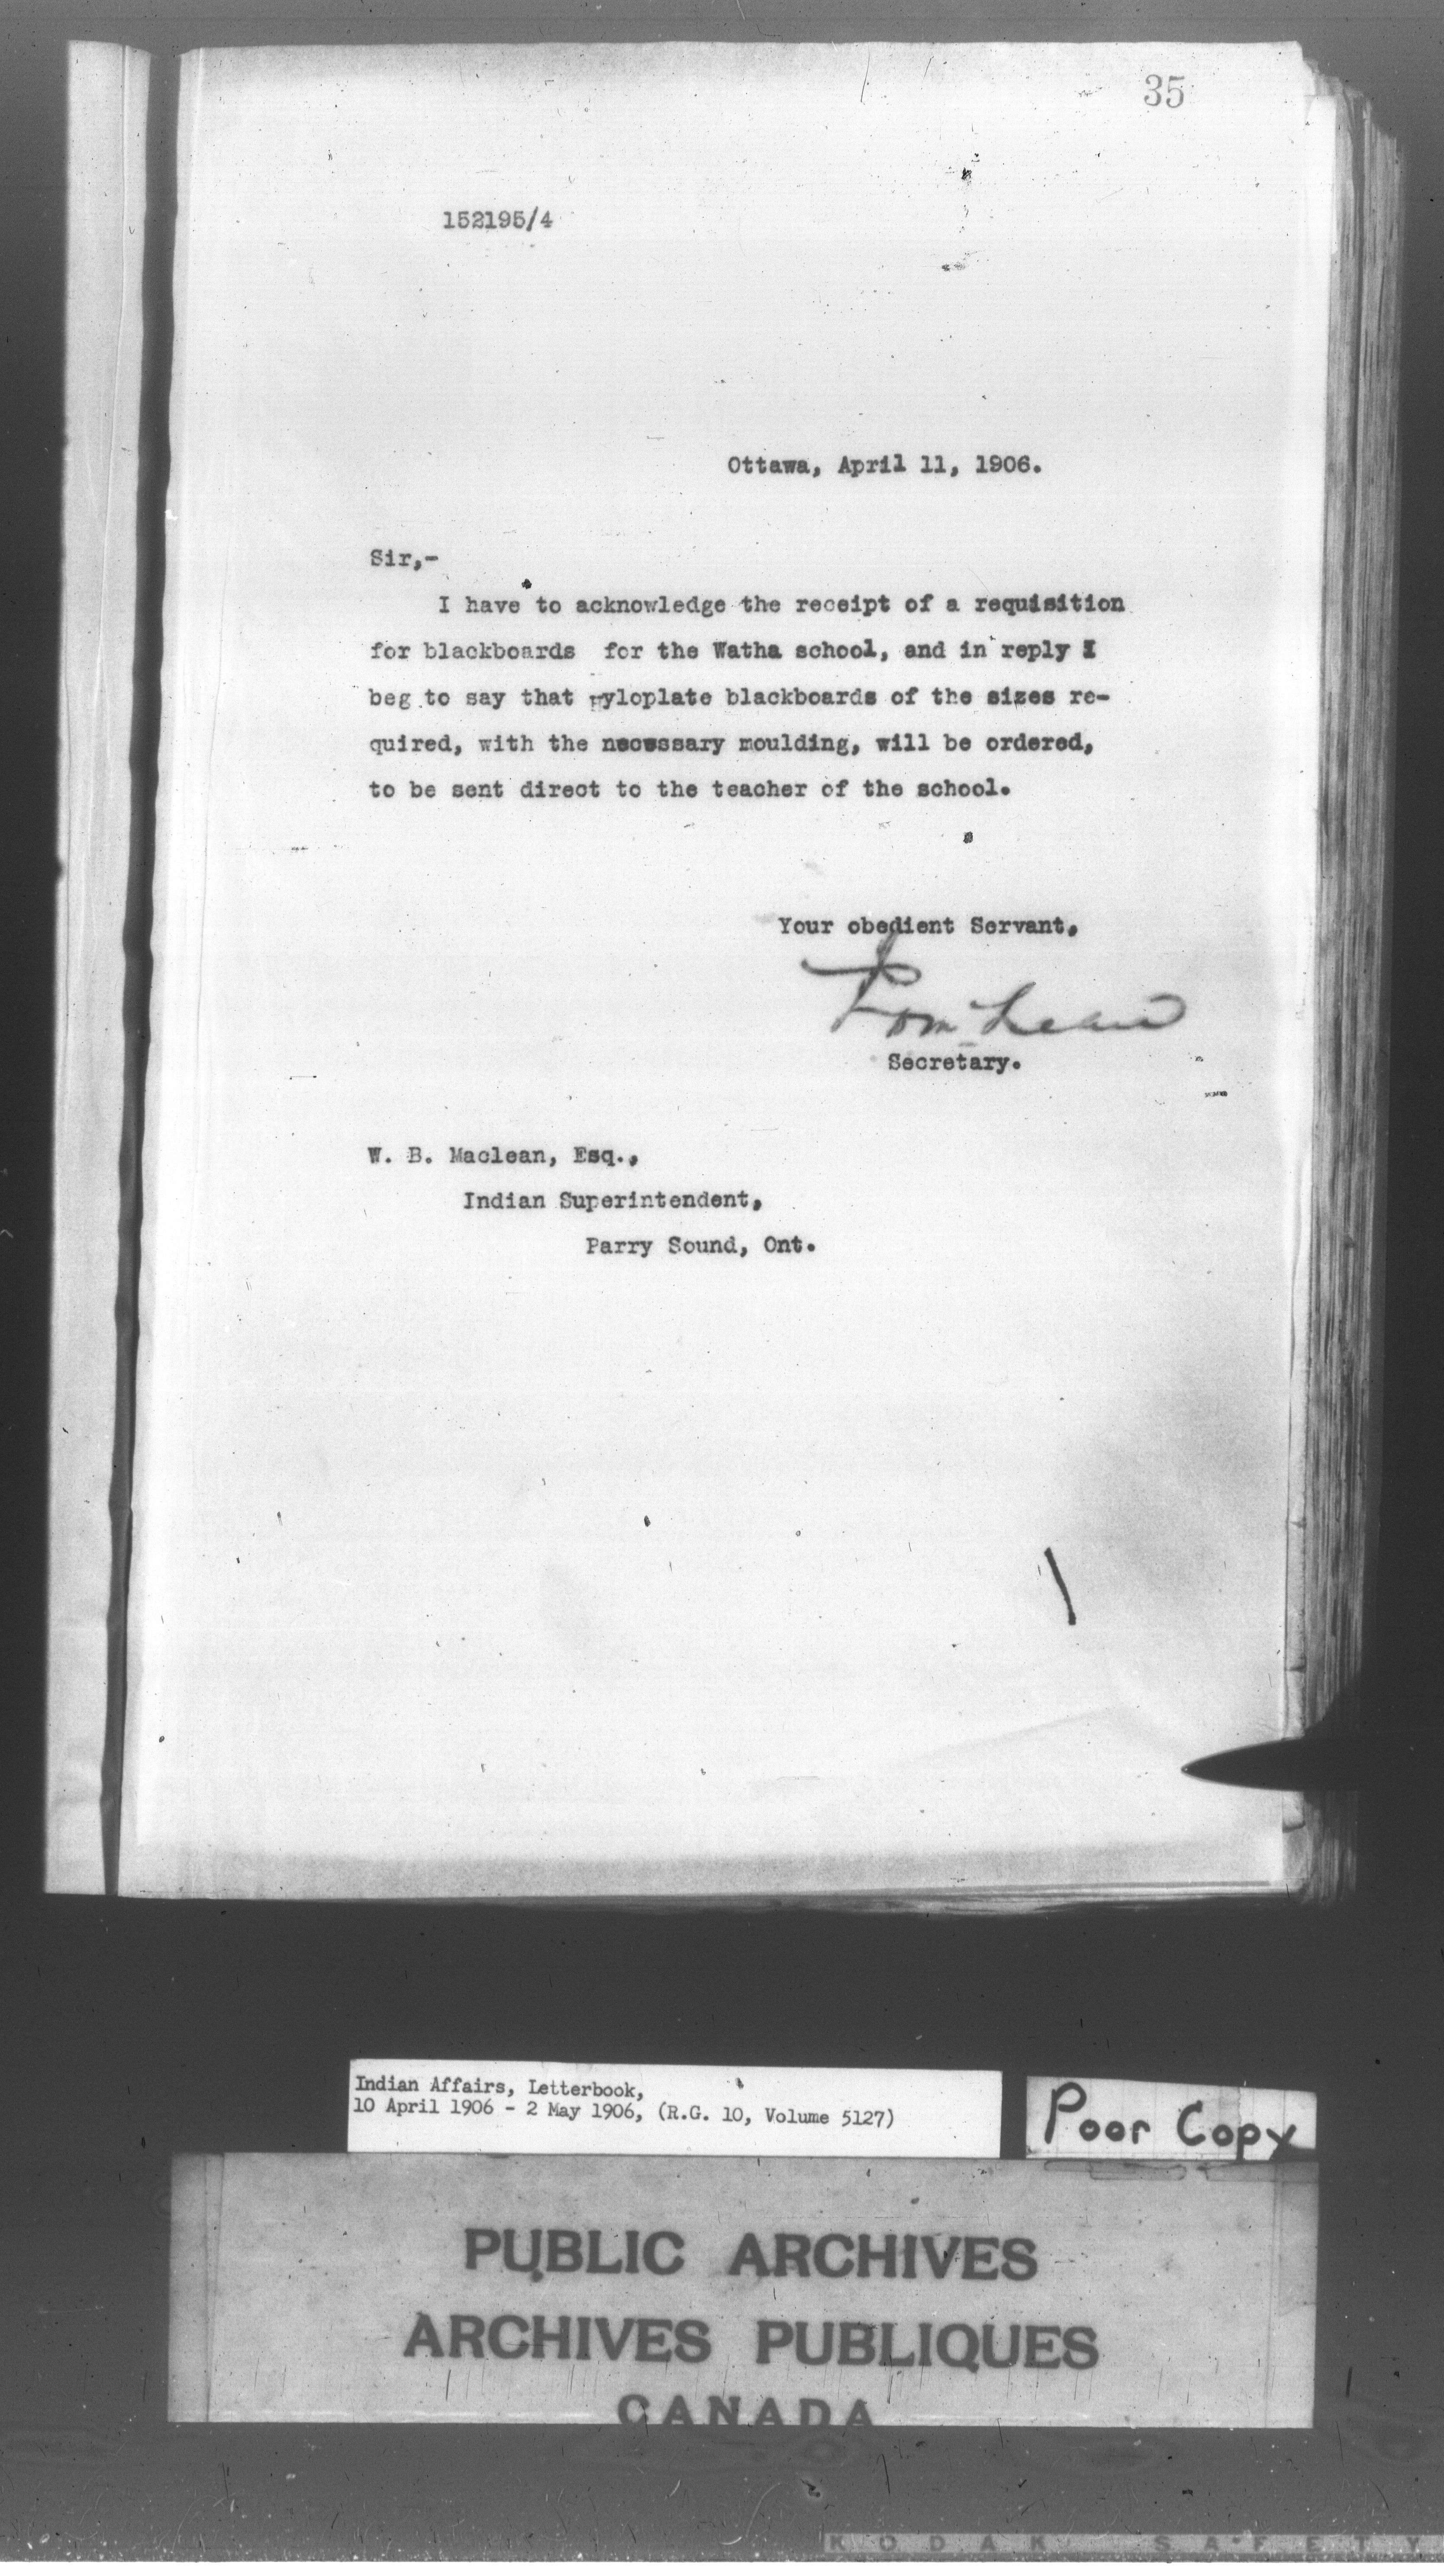 35
152195/4
Ottawa, April 11, 1906.
Sir,-
I have to acknowledge the receipt of a requisition
for blackboards for the Watha school, and in reply I
beg to say that hyloplate blackboards of the sizes re-
quired, with the necessary moulding, will be ordered,
to be sent direct to the teacher of the school.
Your obedient Servant,
Secretary.
W. B. Maclean, Esq.,
Indian Superintendent,
Parry Sound, Ont.
Indian Affairs, Letterbook,
10 April 1906 - 2 May 1906, (R.G. 10, Volume 5127)
Poor Copy
PUBLIC ARCHIVES
ARCHIVES PUBLIQUES
CANADA
KODAK SAFETY